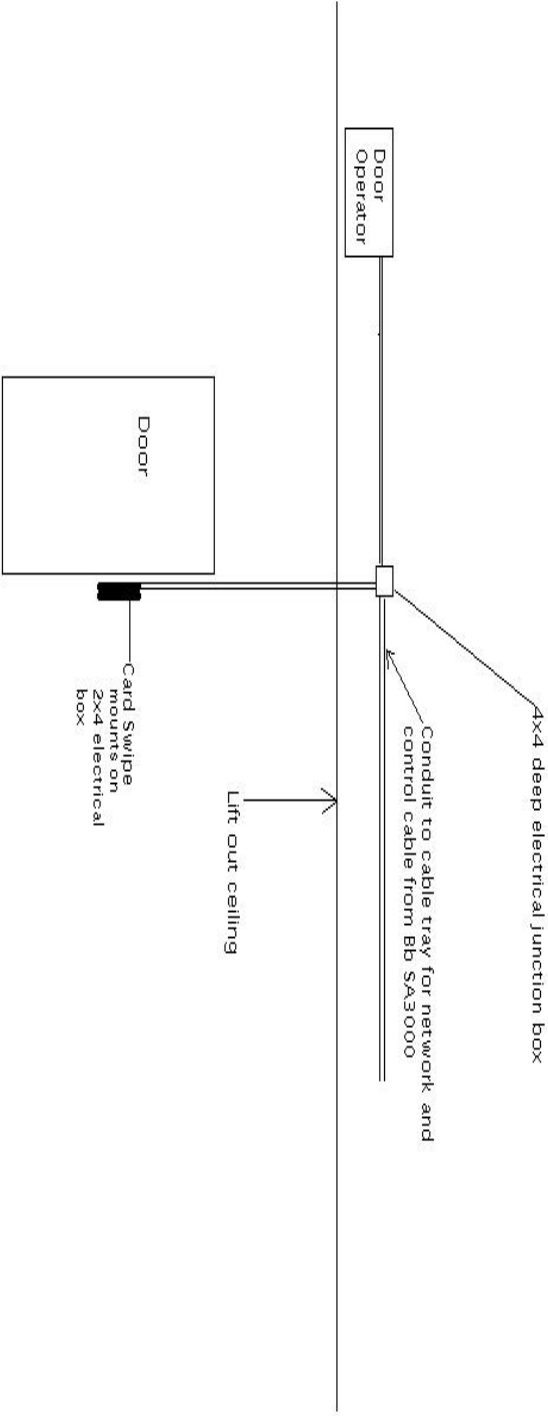 4x4 deep electrical junction box
Door
Operator
Conduit to cable tray for network and
control cable from Bb SA3000
Lift out ceiling
Door
Card Swipe
mounts on
2x4 electrical
box